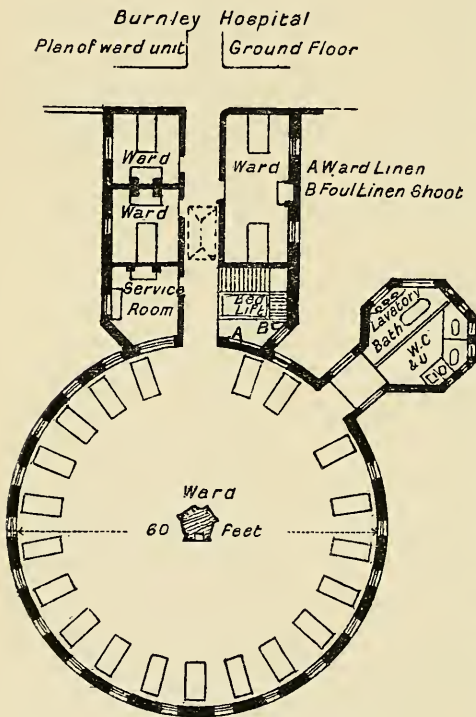 Burnley Hospital
Plan of ward unit Ground Floor
Ward
Ward
A Ward Linen
B Foul Linen Shoot
Ward
Service
Room
Bed
Lift
A
B
Lavatory
Bath
W.C
& U
Ward
60 Feet